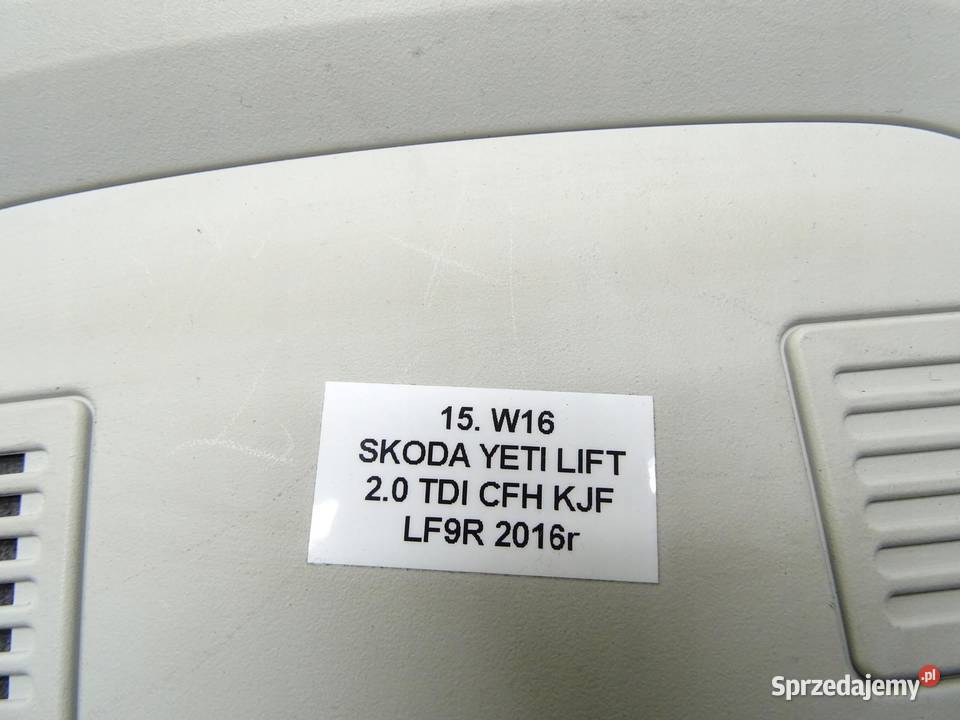 15. W16
SKODA YETI LIFT
2.0 TDI CFH KJF
LF9R 2016r
Sprzedajemy.pl